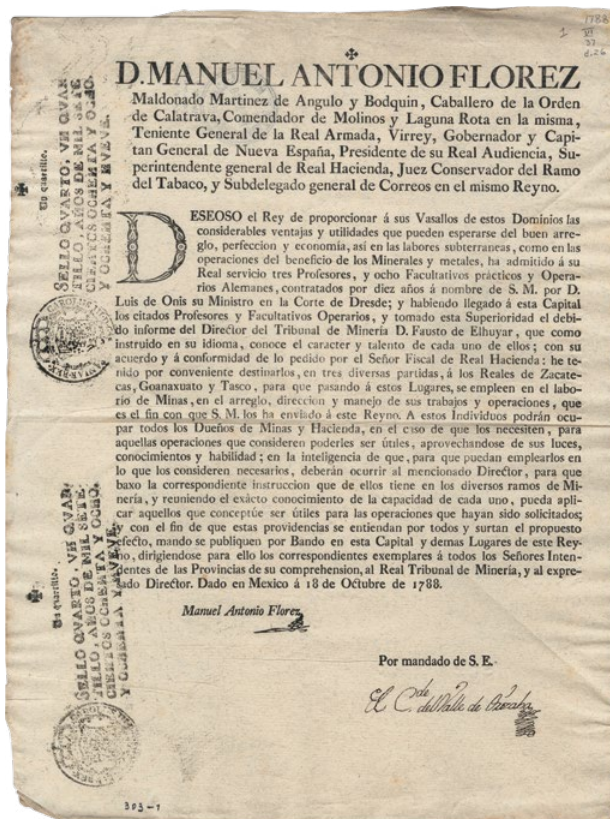 1788
1 VI
37
d.26
D. MANUEL ANTONIO FLOREZ
Maldonado Martinez de Angulo y Bodquin, Caballero de la Orden
de Calatrava, Comendador de Molinos y Laguna Rota en la misma,
Teniente General de la Real Armada, Virrey, Gobernador y Capi-
tan General de Nueva España, Presidente de su Real Audiencia, Su-
perintendente general de Real Hacienda, Juez Conservador del Ramo
del Tabaco, y Subdelegado general de Correos en el mismo Reyno.
DESEOSO el Rey de proporcionar á sus Vasallos de estos Dominios las
considerables ventajas y utilidades que pueden esperarse del buen arre-
glo, perfeccion y economía, asi en las labores subterraneas, como en las
operaciones del beneficio de los Minerales y metales, ha admitido á su
Real servicio tres Profesores, y ocho Facultativos prácticos y Opera-
rios Alemanes, contratados por diez años á nombre de S. M. por D.
Luis de Onis su Ministro en la Corte de Dresde; y habiendo llegado á esta Capital
los citados Profesores y Facultativos Operarios, y tomado esta Superioridad el debi-
do informe del Director del Tribunal de Minería D. Fausto de Elhuyar, que como
instruido en su idioma, conoce el caracter y talento de cada uno de ellos; con su
acuerdo y á conformidad de lo pedido por el Señor Fiscal de Real Hacienda: he te-
nido por conveniente destinarlos, en tres diversas partidas, á los Reales de Zacate-
cas, Goanaxuato y Tasco, para que pasando á estos Lugares, se empleen en el labo-
rio de Minas, en el arreglo, direccion y manejo de sus trabajos y operaciones, que
es el fin con que S. M. los ha enviado á este Reyno. A estos Individuos podrán ocu-
par todos los Dueños de Minas y Hacienda, en el caso de que los necesiten, para
aquellas operaciones que consideren poderles ser útiles, aprovechandose de sus luces,
conocimientos y habilidad; en la inteligencia de que, para que puedan emplearlos en
lo que los consideren necesarios, deberán ocurrir al mencionado Director, para que
baxo la correspondiente instruccion que de ellos tiene en los diversos ramos de Mi-
nería, y reuniendo el exâcto conocimiento de la capacidad de cada uno, pueda apli-
car aquellos que conceptúe ser útiles para las operaciones que hayan sido solicitados;
y con el fin de que estas providencias se entiendan por todos y surtan el propuesto
efecto, mando se publiquen por Bando en esta Capital y demas Lugares de este Rey-
no, dirigiendose para ello los correspondientes exemplares á todos los Señores Inten-
dentes de las Provincias de su comprehension, al Real Tribunal de Minería, y al expre-
sado Director. Dado en Mexico á 18 de Octubre de 1788.
Manuel Antonio Florez
Por mandado de S. E.
El C.de del Valle de Orizaba
Un quartillo.
SELLO QVARTO, VN QVAR-
TILLO, AÑOS DE MIL SETE-
CIENTOS OCHENTA Y OCHO,
Y OCHENTA Y NVEVE.
Un quartillo.
SELLO QVARTO, VN QVAR-
TILLO, AÑOS DE MIL SETE-
CIENTOS OCHENTA Y OCHO,
Y OCHENTA Y NVEVE.
303-1